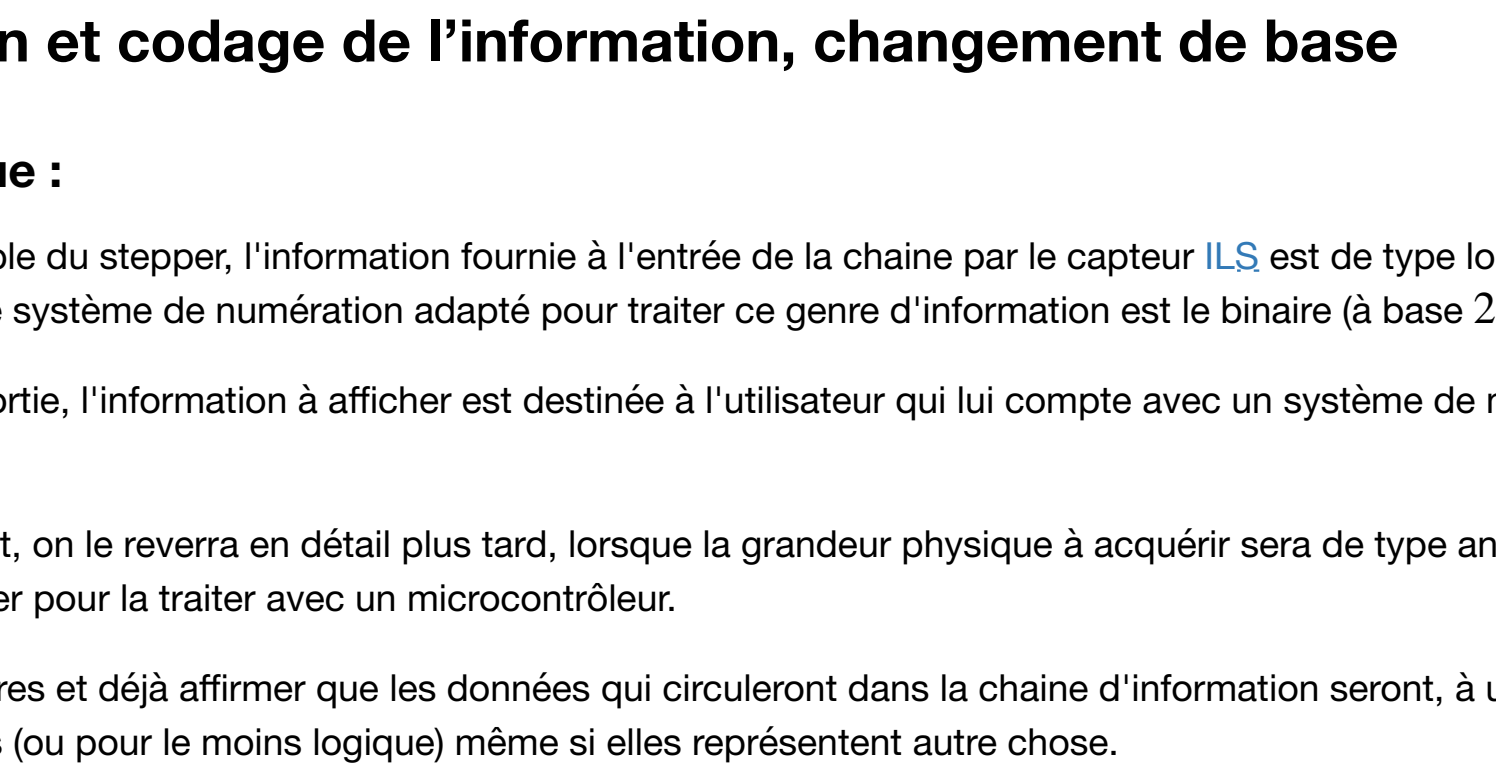 n et codage de l’information, changement de base
ue :
ble du stepper, l'information fournie à l'entrée de la chaine par le capteur ILS est de type lo
e système de numération adapté pour traiter ce genre d'information est le binaire (à base 2
ortie, l'information à afficher est destinée à l'utilisateur qui lui compte avec un système de n
t, on le reverra en détail plus tard, lorsque la grandeur physique à acquérir sera de type an
er pour la traiter avec un microcontrôleur.
res et déjà affirmer que les données qui circuleront dans la chaine d'information seront, à u
s (ou pour le moins logique) même si elles représentent autre chose.